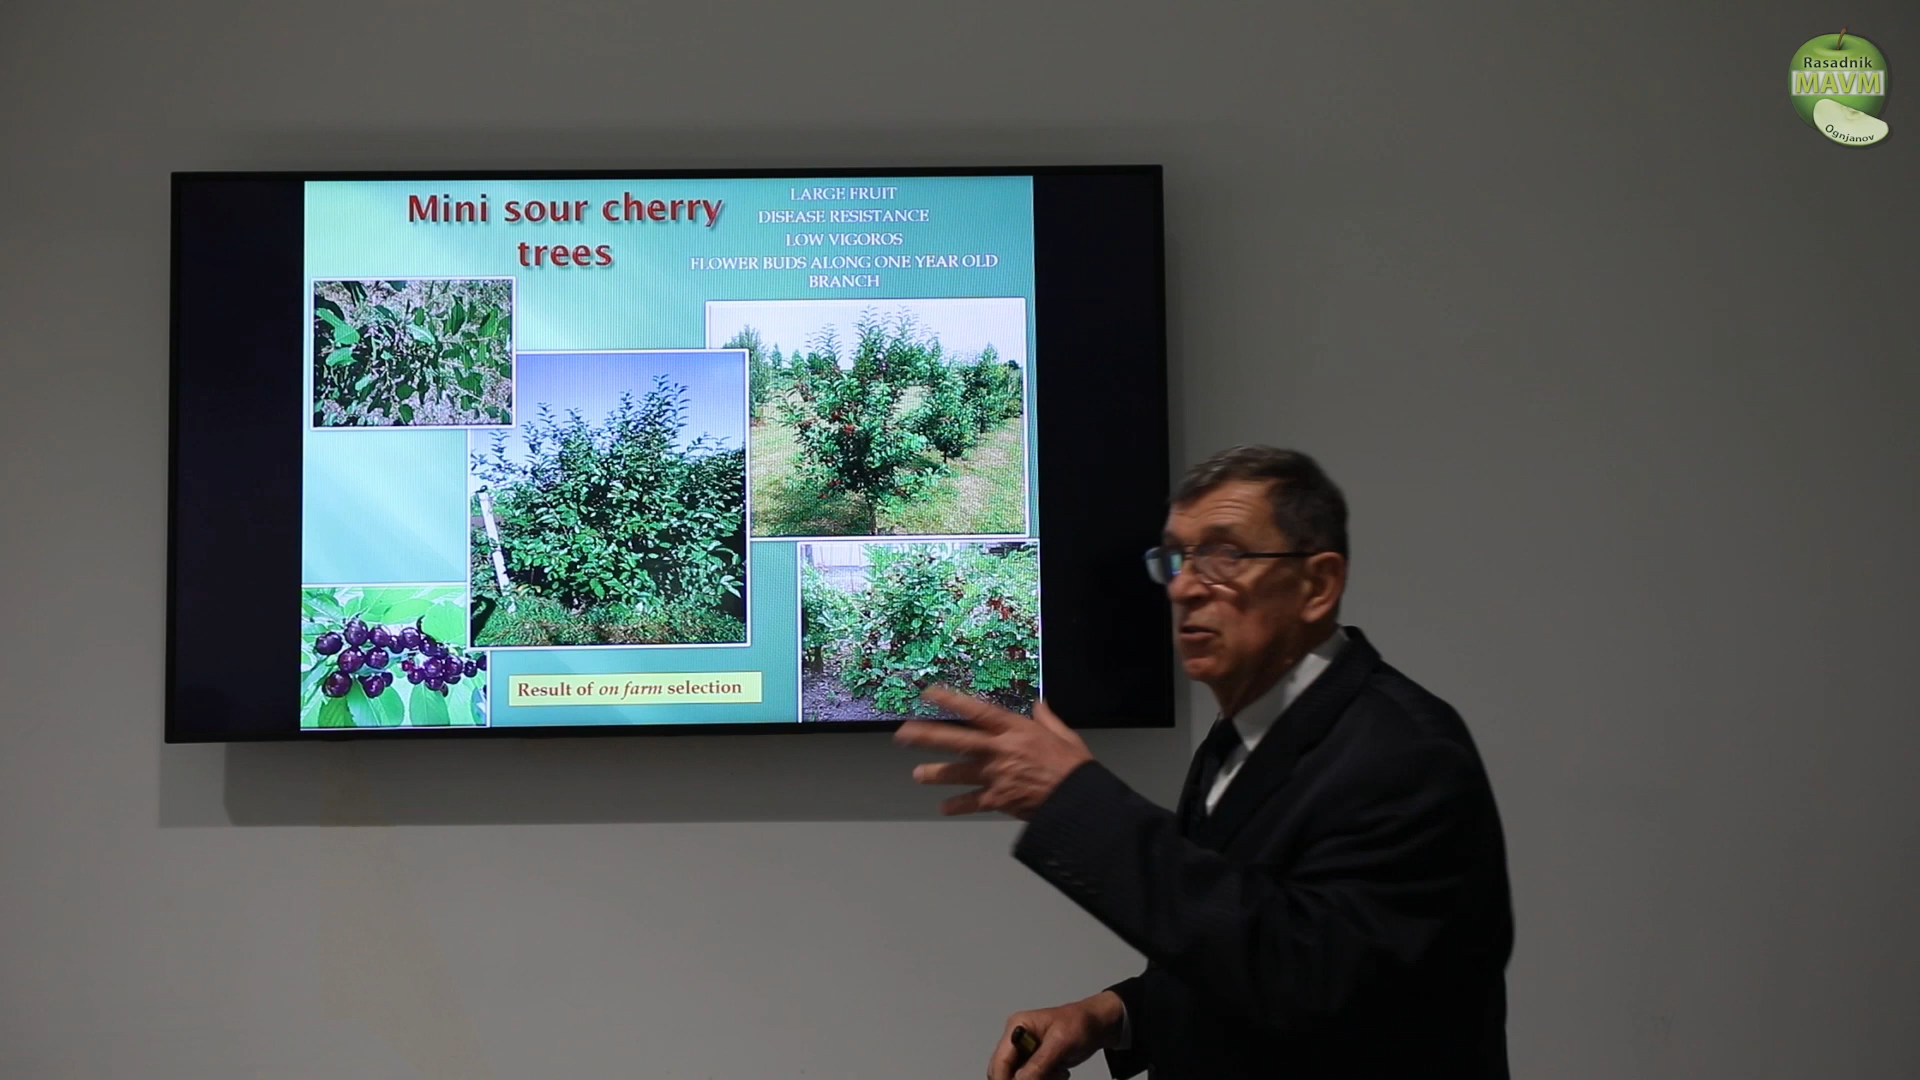 Rasadnik
MAVM
Ognjanov
Mini sour cherry
trees
LARGE FRUIT
DISEASE RESISTANCE
LOW VIGOROS
FLOWER BUDS ALONG ONE YEAR OLD
BRANCH
Result of on farm selection